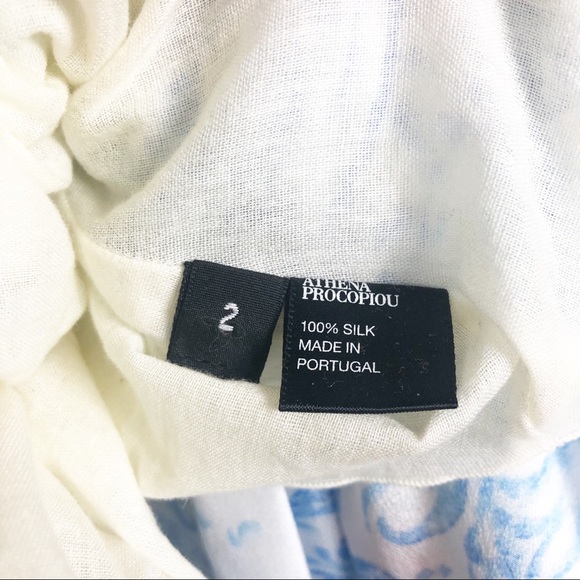 2
ATHENA
PROCOPIOU
100% SILK
MADE IN
PORTUGAL